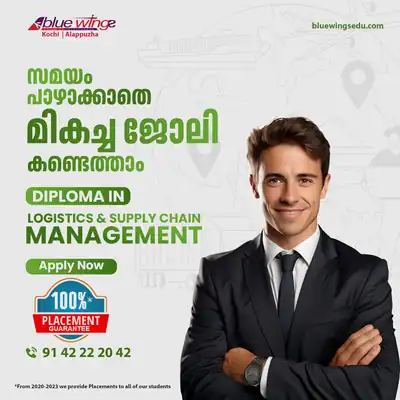 blue wings
Kochi | Alappuzha
bluewingsedu.com
സമയം
പാഴാക്കാതെ
മികച്ച ജോലി
കണ്ടെത്താം
DIPLOMA IN
LOGISTICS & SUPPLY CHAIN
MANAGEMENT
Apply Now
100%*
PLACEMENT
GUARANTEE
91 42 22 20 42
*From 2020-2023 we provide Placements to all of our students